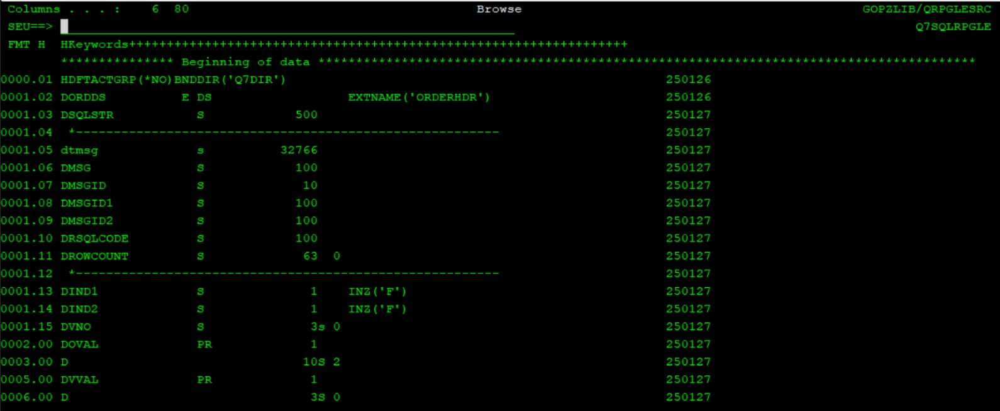 Columns . . . :    6  80                                      Browse                                             GOPZLIB/QRPGLESRC
SEU==>                                                                                                                  Q7SQLRPGLE
FMT H  HKeywords++++++++++++++++++++++++++++++++++++++++++++++++++++++++++++++++++
*************** Beginning of data ***************************************************************************************
0000.01 HDFTACTGRP(*NO)BNDDIR('Q7DIR')                                                  250126
0001.02 DORDDS          E DS                  EXTNAME('ORDERHDR')                       250126
0001.03 DSQLSTR           S            500                                              250127
0001.04  *--------------------------------------------------------                      250127
0001.05 dtmsg             s          32766                                              250127
0001.06 DMSG              S            100                                              250127
0001.07 DMSGID            S             10                                              250127
0001.08 DMSGID1           S            100                                              250127
0001.09 DMSGID2           S            100                                              250127
0001.10 DRSQLCODE         S            100                                              250127
0001.11 DROWCOUNT         S             63  0                                           250127
0001.12  *--------------------------------------------------------                      250127
0001.13 DIND1             S              1    INZ('F')                                  250127
0001.14 DIND2             S              1    INZ('F')                                  250127
0001.15 DVNO              S              3s 0                                           250127
0002.00 DOVAL             PR             1                                              250127
0003.00 D                               10S 2                                           250127
0005.00 DVVAL             PR             1                                              250127
0006.00 D                                3S 0                                           250127